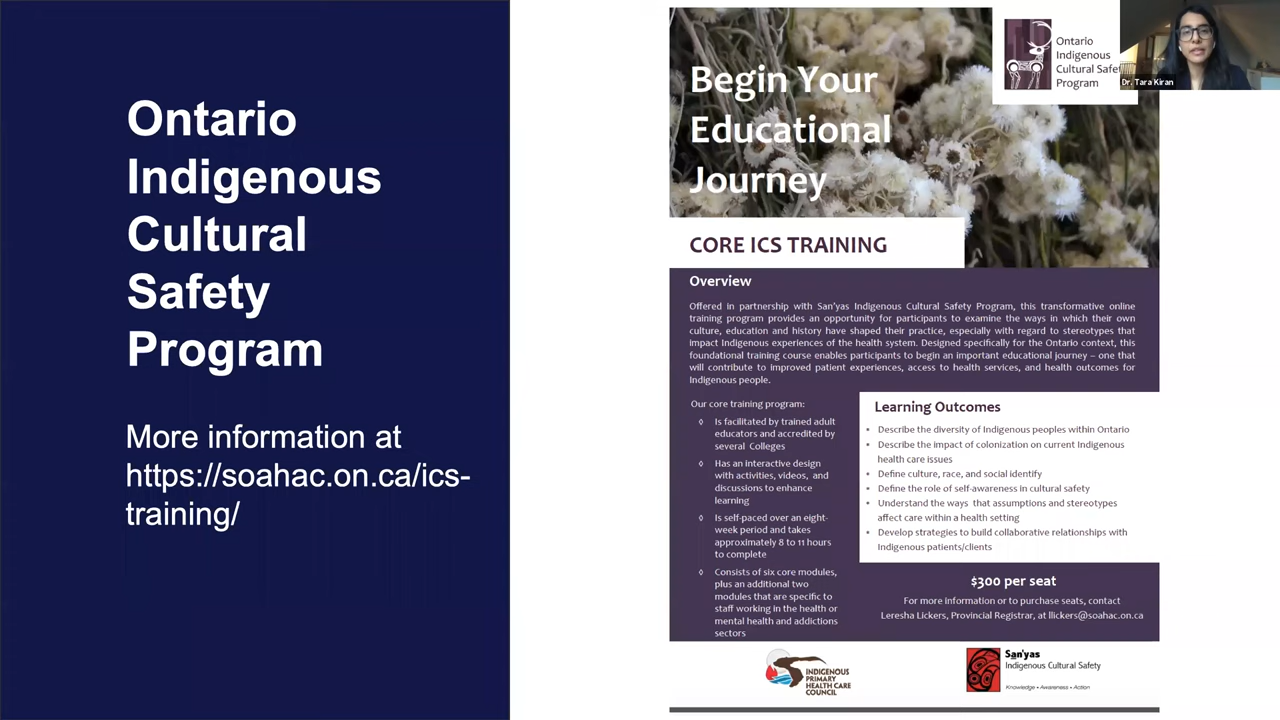 Ontario
Indigenous
Cultural
Safety
Program
More information at
https://soahac.on.ca/ics-
training/
Begin Your
Educational
Journey
Ontario
Indigenous
Cultural Safet
Program
Dr. Tara Kiran
CORE ICS TRAINING
Overview
Offered in partnership with San'yas Indigenous Cultural Safety Program, this transformative online
training program provides an opportunity for participants to examine the ways in which their own
culture, education and history have shaped their practice, especially with regard to stereotypes that
impact Indigenous experiences of the health system. Designed specifically for the Ontario context, this
foundational training course enables participants to begin an important educational journey – one that
will contribute to improved patient experiences, access to health services, and health outcomes for
Indigenous people.
Our core training program:
◊ Is facilitated by trained adult
educators and accredited by
several Colleges
◊ Has an interactive design
with activities, videos, and
discussions to enhance
learning
◊ Is self-paced over an eight-
week period and takes
approximately 8 to 11 hours
to complete
◊ Consists of six core modules,
plus an additional two
modules that are specific to
staff working in the health or
mental health and addictions
sectors
Learning Outcomes
• Describe the diversity of Indigenous peoples within Ontario
• Describe the impact of colonization on current Indigenous
health care issues
• Define culture, race, and social identify
• Define the role of self-awareness in cultural safety
• Understand the ways that assumptions and stereotypes
affect care within a health setting
• Develop strategies to build collaborative relationships with
Indigenous patients/clients
$300 per seat
For more information or to purchase seats, contact
Leresha Lickers, Provincial Registrar, at llickers@soahac.on.ca
INDIGENOUS
PRIMARY
HEALTH CARE
COUNCIL
San'yas
Indigenous Cultural Safety
Knowledge • Awareness • Action